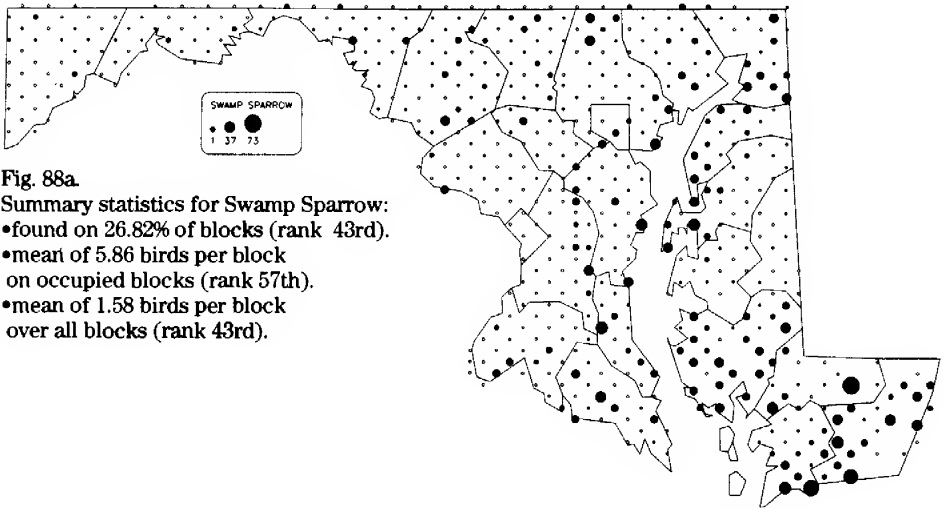 SWAMP SPARROW
1 37 73
Fig. 88a.
Summary statistics for Swamp Sparrow:
•found on 26.82% of blocks (rank 43rd).
•mean of 5.86 birds per block
on occupied blocks (rank 57th).
•mean of 1.58 birds per block
over all blocks (rank 43rd).